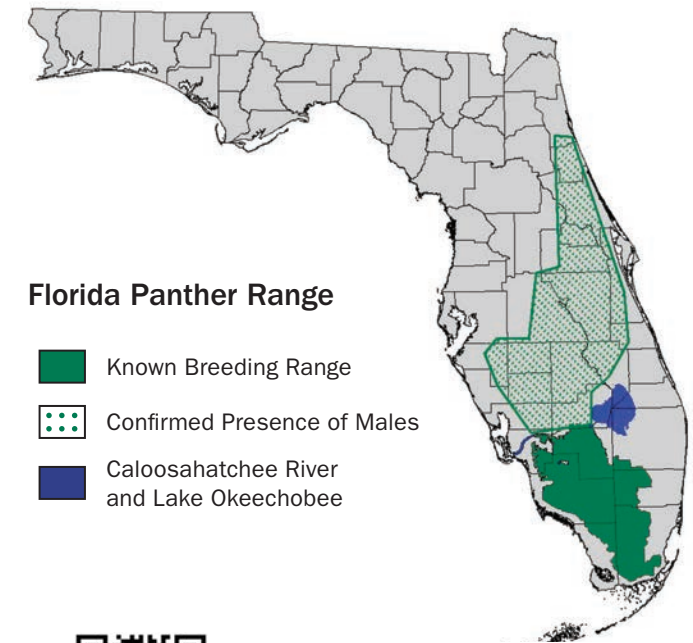 Florida Panther Range
Known Breeding Range
Confirmed Presence of Males
Caloosahatchee River
and Lake Okeechobee